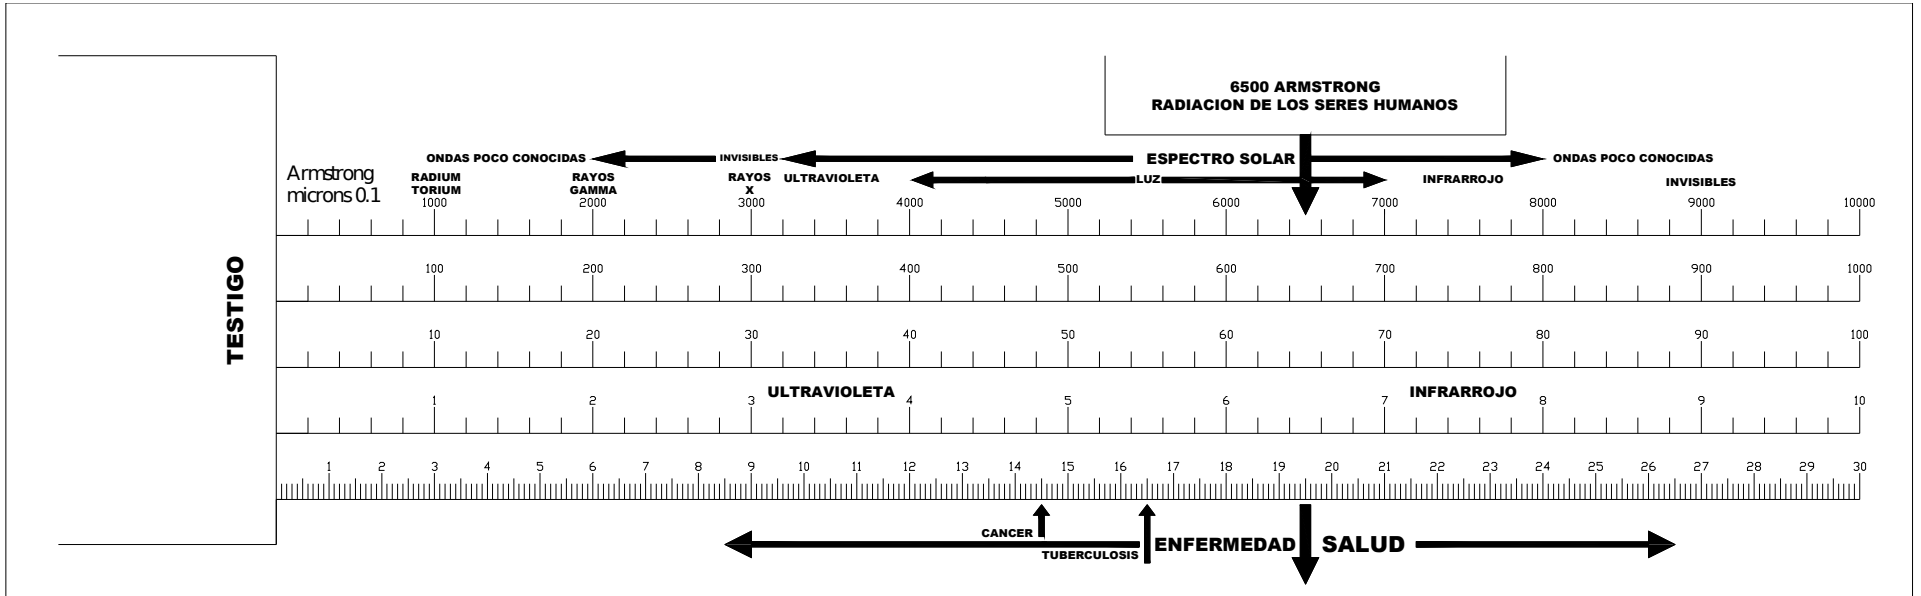 6500 ARMSTRONG
RADIACION DE LOS SERES HUMANOS
ONDAS POCO CONOCIDAS INVISIBLES ESPECTRO SOLAR ONDAS POCO CONOCIDAS
Armstrong
microns 0.1
RADIUM
TORIUM
RAYOS
GAMMA
RAYOS
X
ULTRAVIOLETA LUZ INFRARROJO INVISIBLES
1000 2000 3000 4000 5000 6000 7000 8000 9000 10000
TESTIGO
100 200 300 400 500 600 700 800 900 1000
10 20 30 40 50 60 70 80 90 100
ULTRAVIOLETA INFRARROJO
1 2 3 4 5 6 7 8 9 10
1 2 3 4 5 6 7 8 9 10 11 12 13 14 15 16 17 18 19 20 21 22 23 24 25 26 27 28 29 30
CANCER
TUBERCULOSIS
ENFERMEDAD SALUD